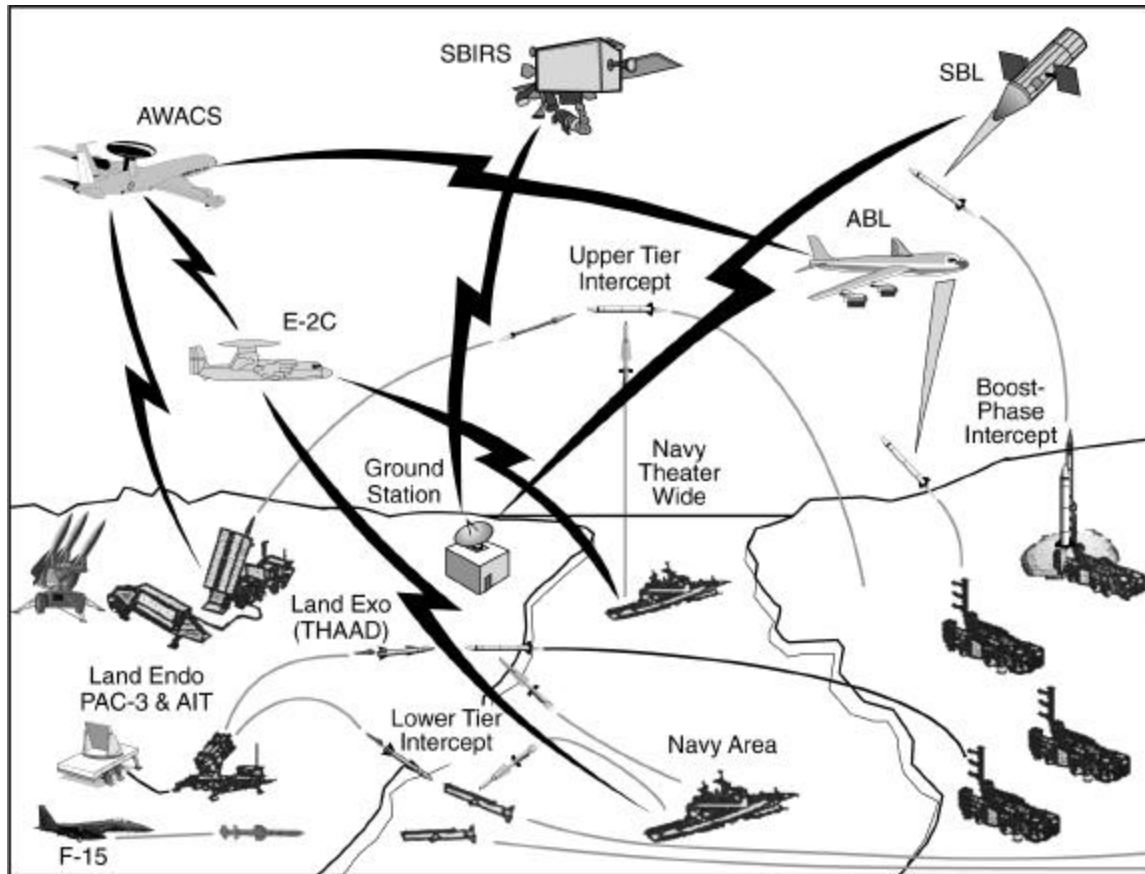 SBIRS
SBL
AWACS
ABL
Upper Tier
Intercept
E-2C
Boost-
Phase
Intercept
Ground
Station
Navy
Theater
Wide
Land Exo
(THAAD)
Land Endo
PAC-3 & AIT
Lower Tier
Intercept
Navy Area
F-15